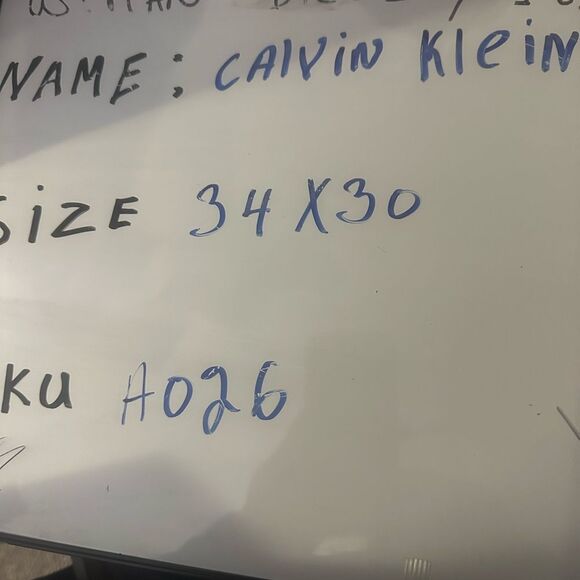 NAME: CAlViN KleiN
SiZE 34X30
KU A026